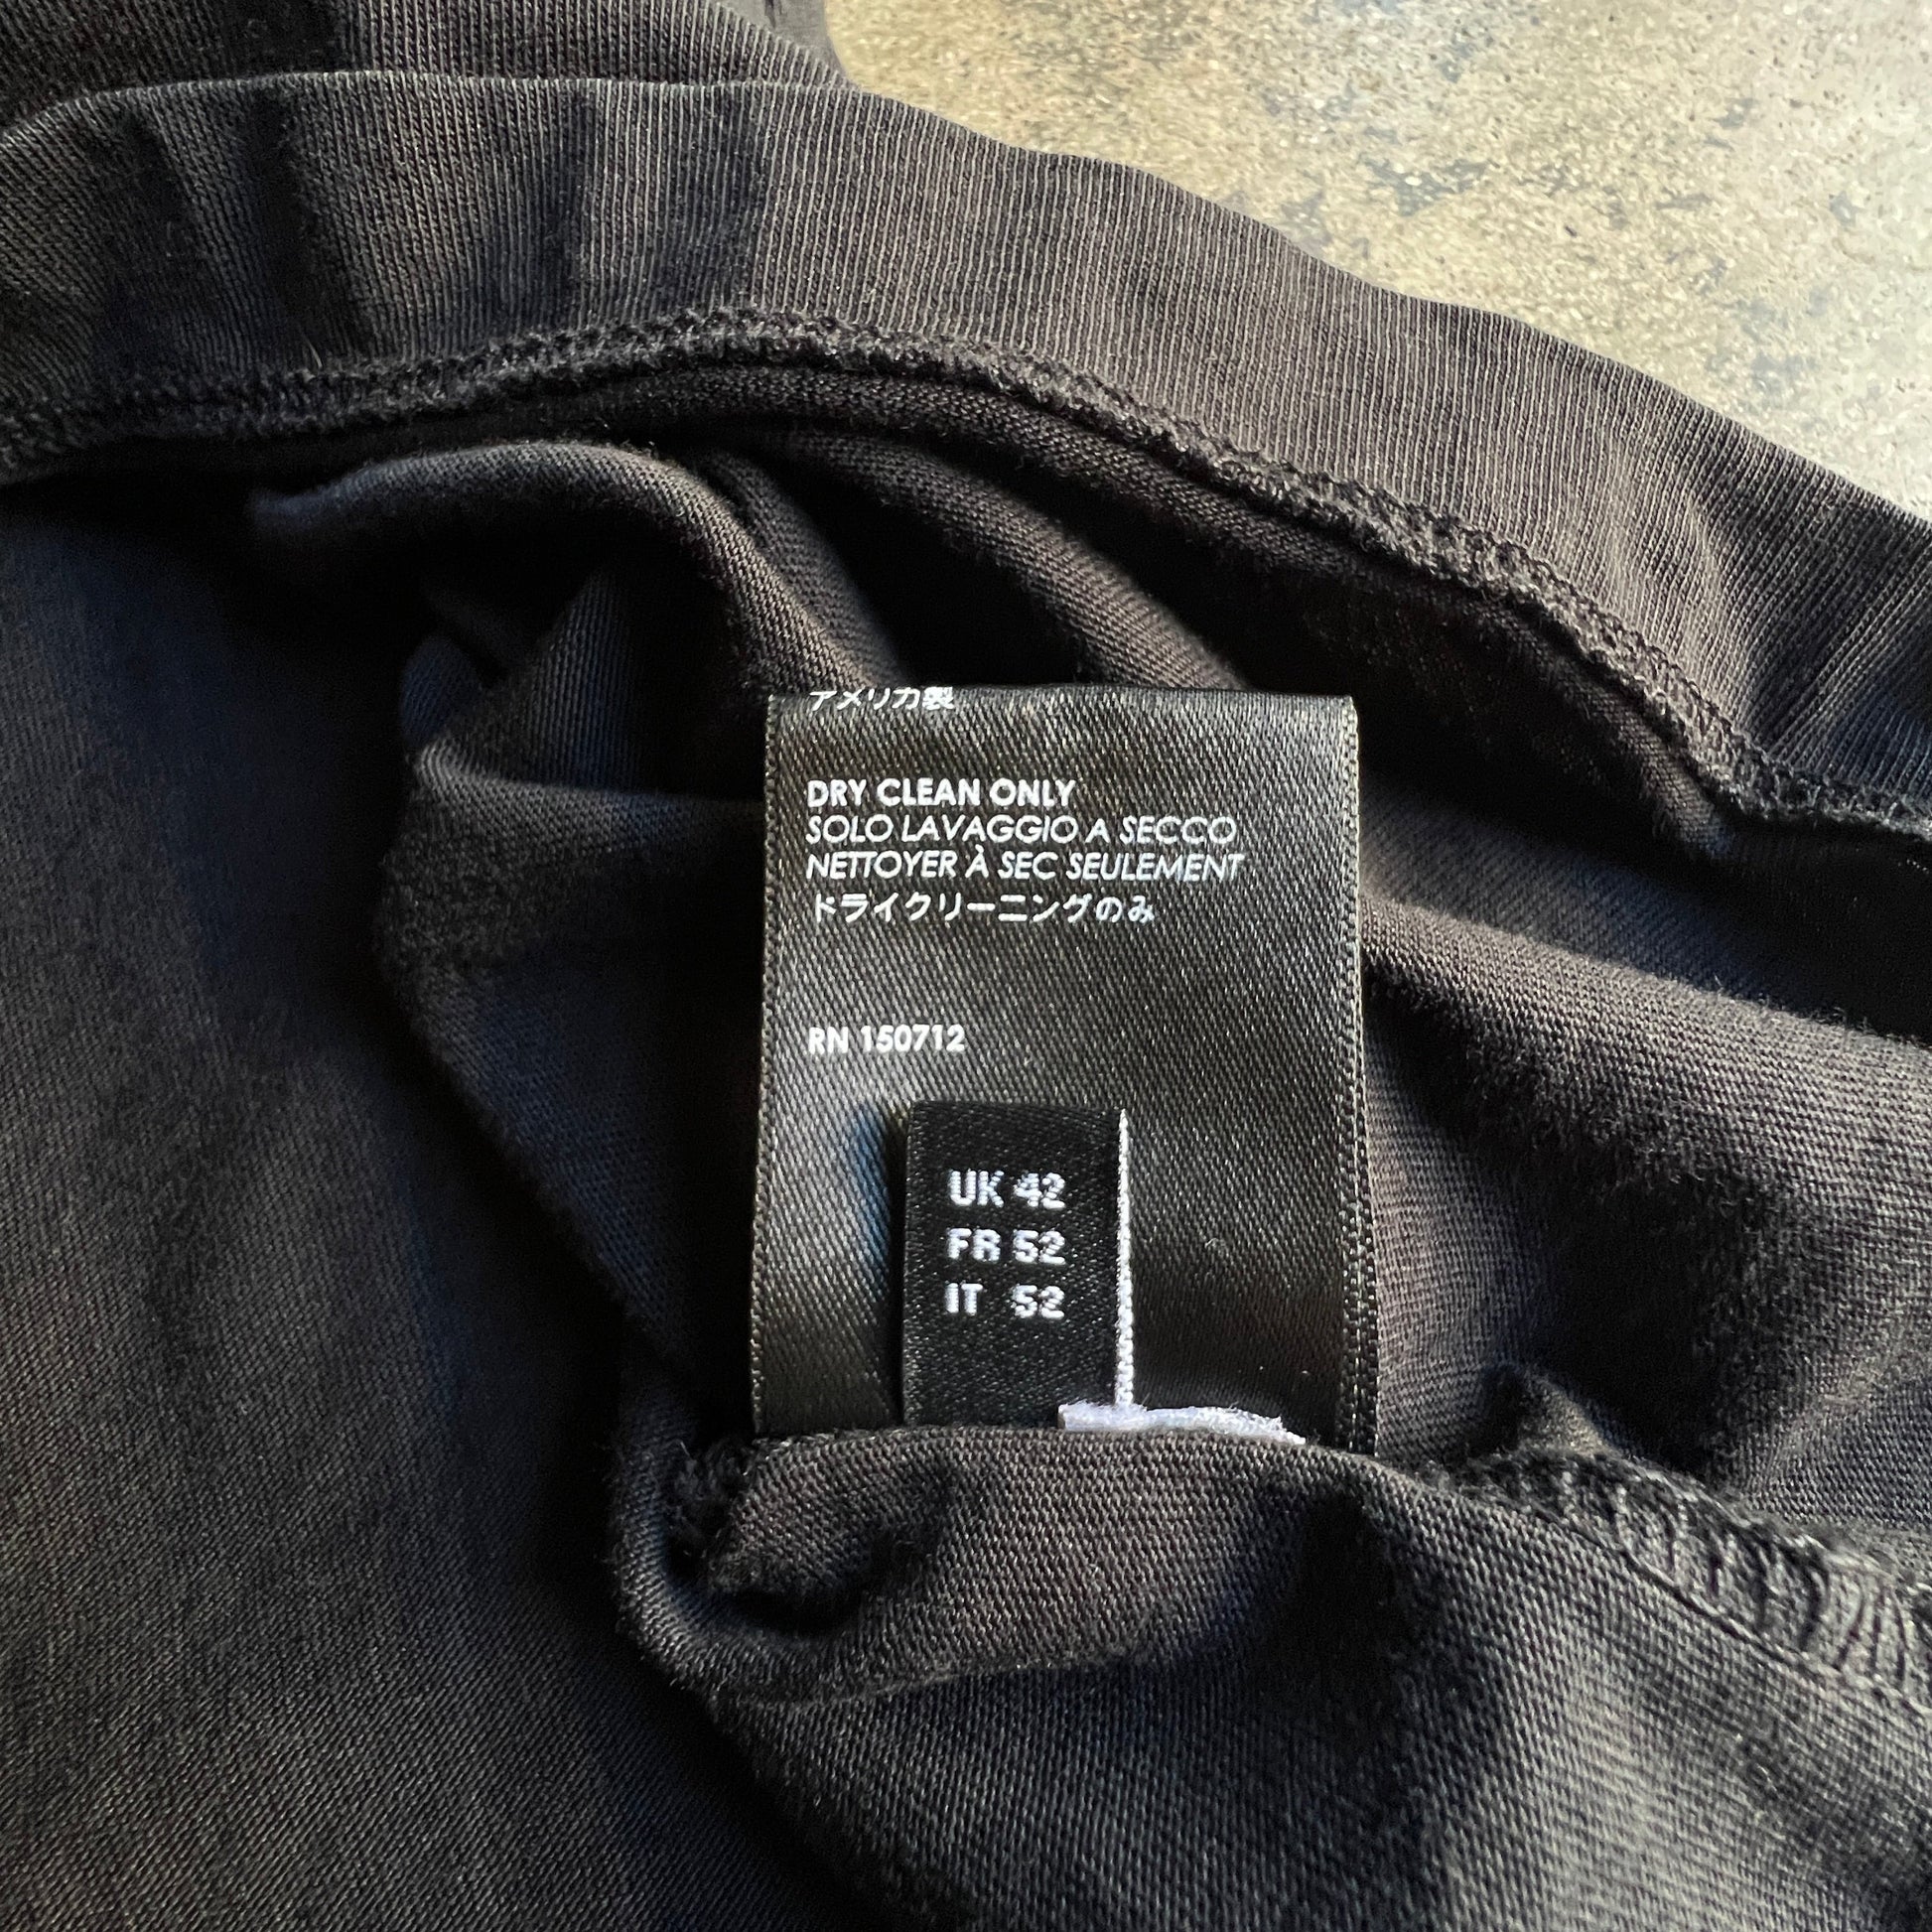 アメリカ製
DRY CLEAN ONLY
SOLO LAVAGGIO A SECCO
NETTOYER À SEC SEULEMENT
ドライクリーニングのみ
RN 150712
UK 42
FR 52
IT 52